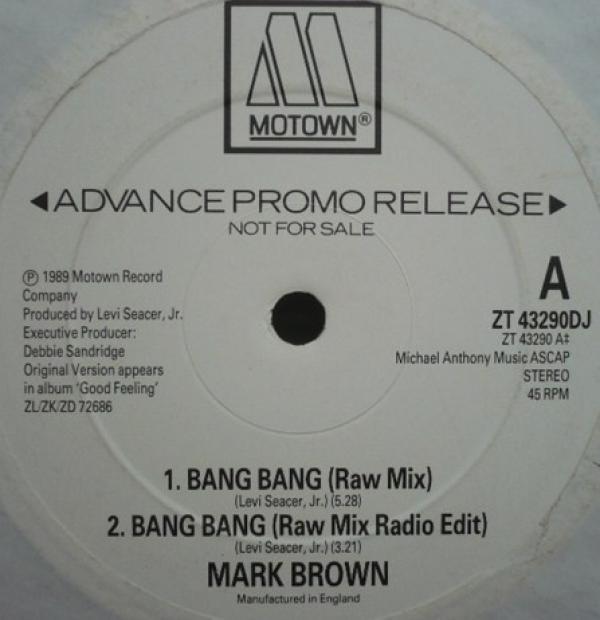 MOTOWN®
◄ADVANCE PROMO RELEASE►
NOT FOR SALE
Ⓟ 1989 Motown Record
Company
Produced by Levi Seacer, Jr.
Executive Producer:
Debbie Sandridge
Original Version appears
in album 'Good Feeling'
ZL/ZK/ZD 72686
A
ZT 43290DJ
ZT 43290 A‡
Michael Anthony Music ASCAP
STEREO
45 RPM
1. BANG BANG (Raw Mix)
(Levi Seacer, Jr.) (5.28)
2. BANG BANG (Raw Mix Radio Edit)
(Levi Seacer, Jr.) (3.21)
MARK BROWN
Manufactured in England